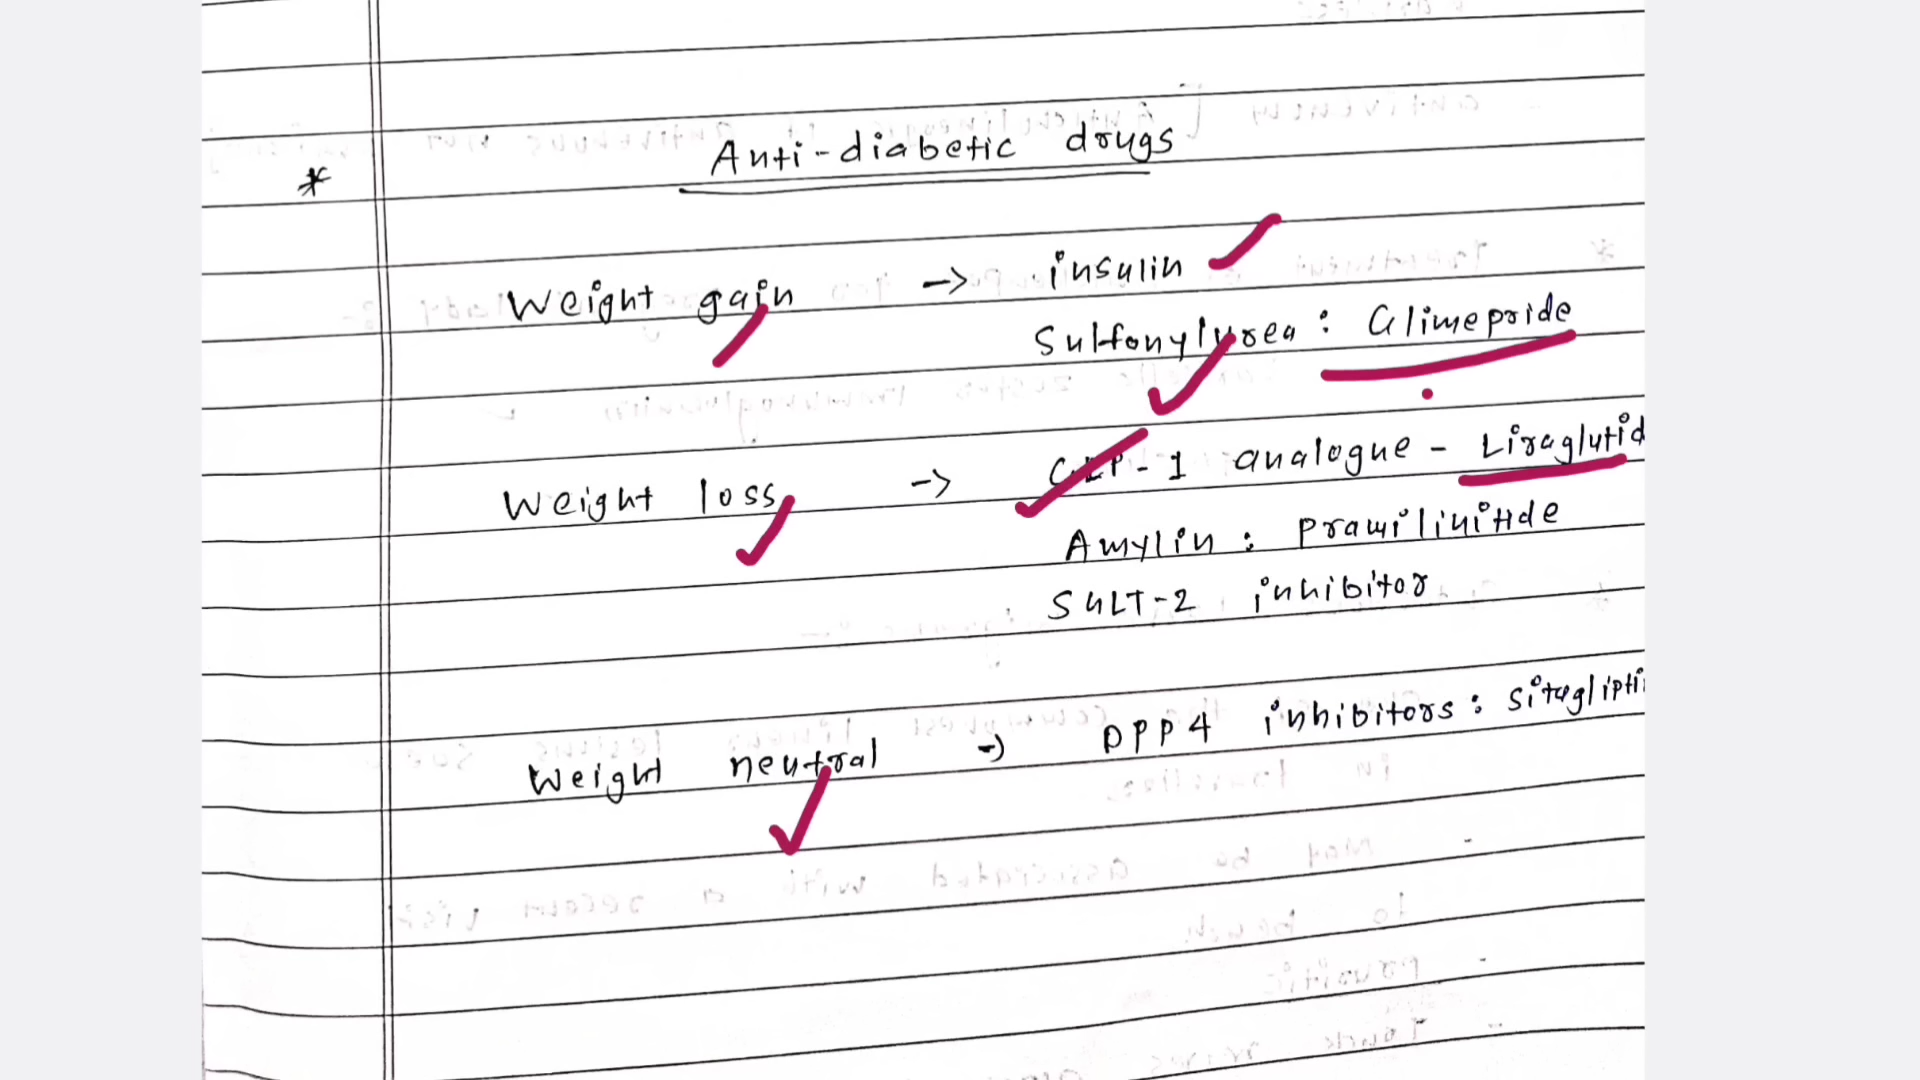 * Anti-diabetic drugs
Weight gain -> insulin
Sulfonylurea : Glimepride
Weight loss -> GLP-1 analogue - Liraglutid
Amylin : Pramilinitide
SGLT-2 inhibitor
Weight neutral -> DPP4 inhibitors : Sitaglipti